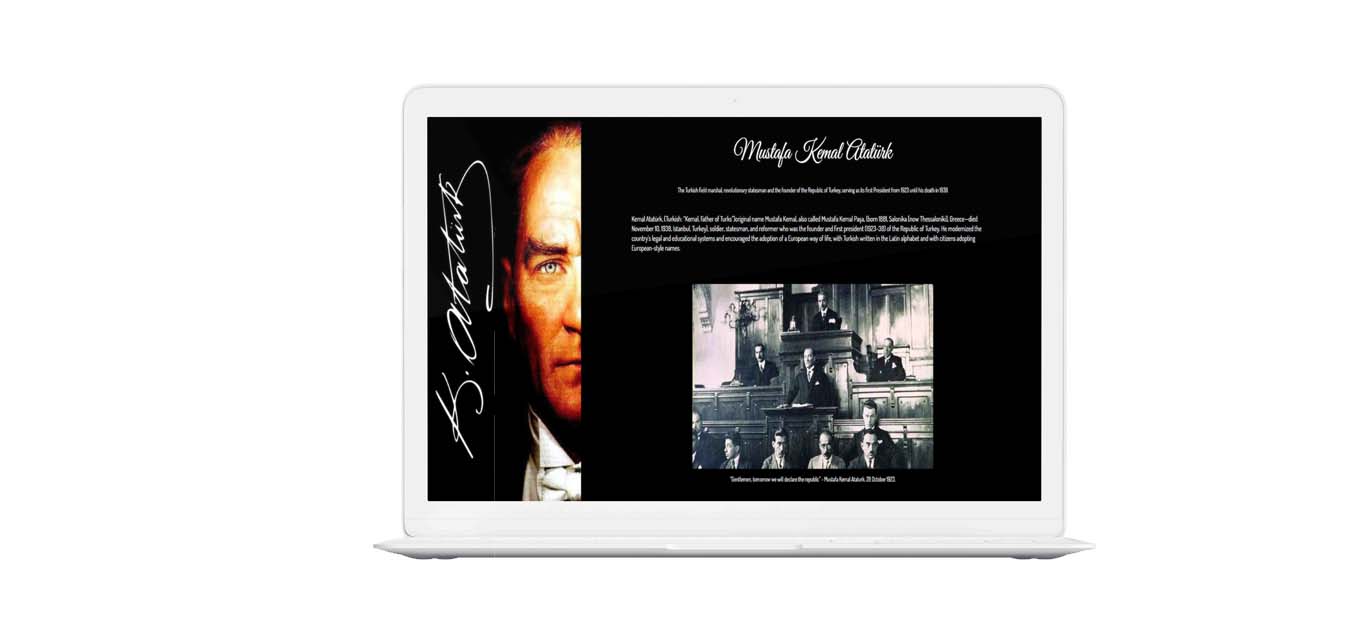 K. Atatürk
Mustafa Kemal Atatürk
The Turkish field marshal, revolutionary statesman and the founder of the Republic of Turkey, serving as its first President from 1923 until his death in 1938
Kemal Atatürk, (Turkish: "Kemal, Father of Turks")original name Mustafa Kemal, also called Mustafa Kemal Paşa, (born 1881, Salonika [now Thessaloniki], Greece—died
November 10, 1938, Istanbul, Turkey), soldier, statesman, and reformer who was the founder and first president (1923-38) of the Republic of Turkey. He modernized the
country's legal and educational systems and encouraged the adoption of a European way of life, with Turkish written in the Latin alphabet and with citizens adopting
European-style names.
"Gentlemen, tomorrow we will declare the republic" - Mustafa Kemal Ataturk. 28 October 1923.